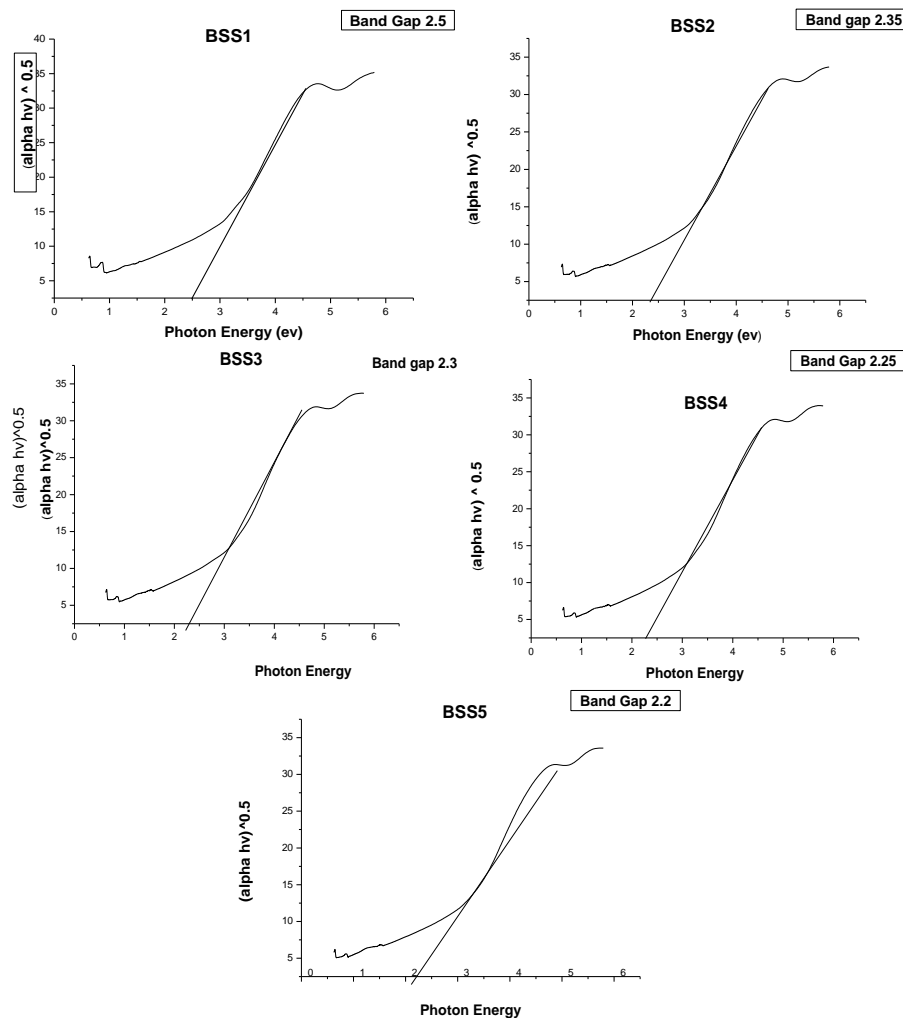 BSS1
Band Gap 2.5
(alpha hv) ^ 0.5
40
35
30
25
20
15
10
5
0 1 2 3 4 5 6
Photon Energy (ev)
BSS2
Band gap 2.35
(alpha hv) ^0.5
35
30
25
20
15
10
5
0 1 2 3 4 5 6
Photon Energy (ev)
BSS3
Band gap 2.3
(alpha hv)^0.5
(alpha hv)^0.5
35
30
25
20
15
10
5
0 1 2 3 4 5 6
Photon Energy
BSS4
Band Gap 2.25
(alpha hv) ^ 0.5
35
30
25
20
15
10
5
0 1 2 3 4 5 6
Photon Energy
BSS5
Band Gap 2.2
(alpha hv)^0.5
35
30
25
20
15
10
5
0 1 2 3 4 5 6
Photon Energy